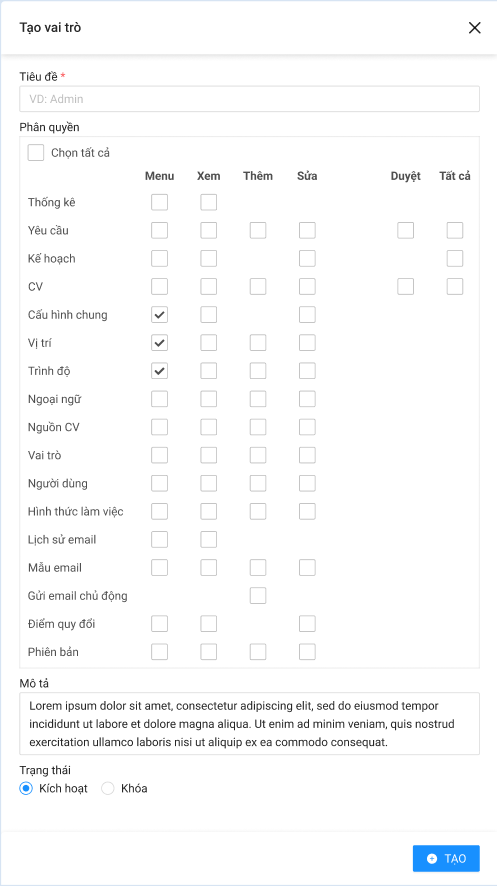 Tạo vai trò
Tiêu đề *
VD: Admin
Phân quyền
Chọn tất cả
Menu Xem Thêm Sửa Duyệt Tất cả
Thống kê
Yêu cầu
Kế hoạch
CV
Cấu hình chung
Vị trí
Trình độ
Ngoại ngữ
Nguồn CV
Vai trò
Người dùng
Hình thức làm việc
Lịch sử email
Mẫu email
Gửi email chủ động
Điểm quy đổi
Phiên bản
Mô tả
Lorem ipsum dolor sit amet, consectetur adipiscing elit, sed do eiusmod tempor
incididunt ut labore et dolore magna aliqua. Ut enim ad minim veniam, quis nostrud
exercitation ullamco laboris nisi ut aliquip ex ea commodo consequat.
Trạng thái
Kích hoạt Khóa
TẠO